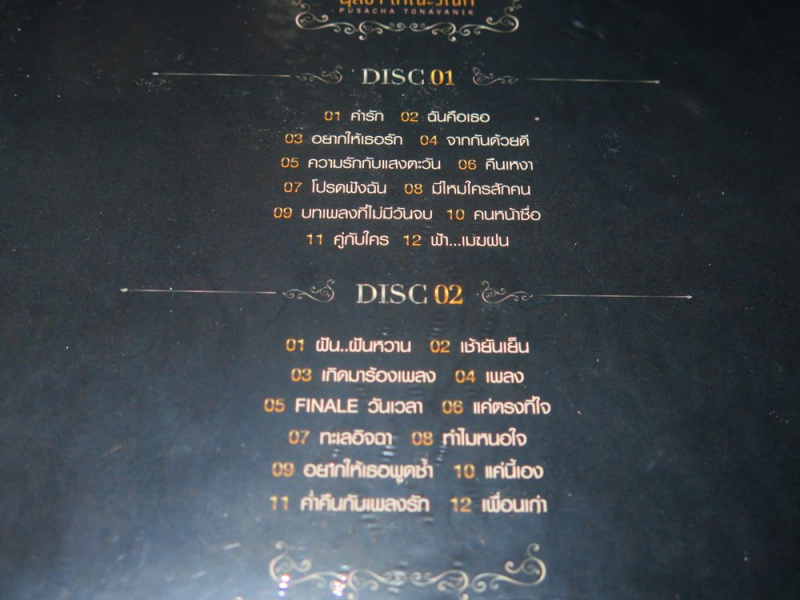 PUSACHA TONAVANIK
DISC 01
01 คำรัก 02 ฉันคือเธอ
03 อยากให้เธอรัก 04 จากกันด้วยดี
05 ความรักกับแสงตะวัน 06 คืนเหงา
07 โปรดฟังฉัน 08 มีไหมใครสักคน
09 บทเพลงที่ไม่มีวันจบ 10 คนหน้าซื่อ
11 คู่กับใคร 12 ฟ้า...เมฆฝน
DISC 02
01 ฝัน..ฝันหวาน 02 เช้ายันเย็น
03 เกิดมาร้องเพลง 04 เพลง
05 FINALE วันเวลา 06 แค่ตรงที่ใจ
07 ทะเลอิจฉา 08 ทำไมหนอใจ
09 อยากให้เธอพูดซ้ำ 10 แค่นี้เอง
11 ค่ำคืนกับเพลงรัก 12 เพื่อนเก่า